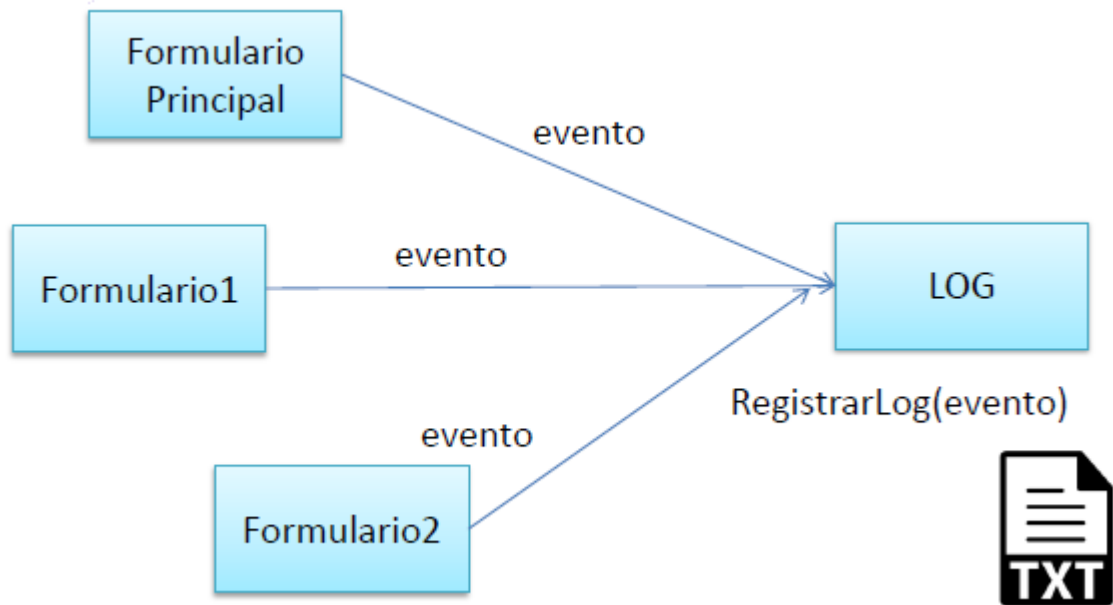 Formulario
Principal
evento
evento
Formulario1
LOG
RegistrarLog(evento)
evento
Formulario2
TXT